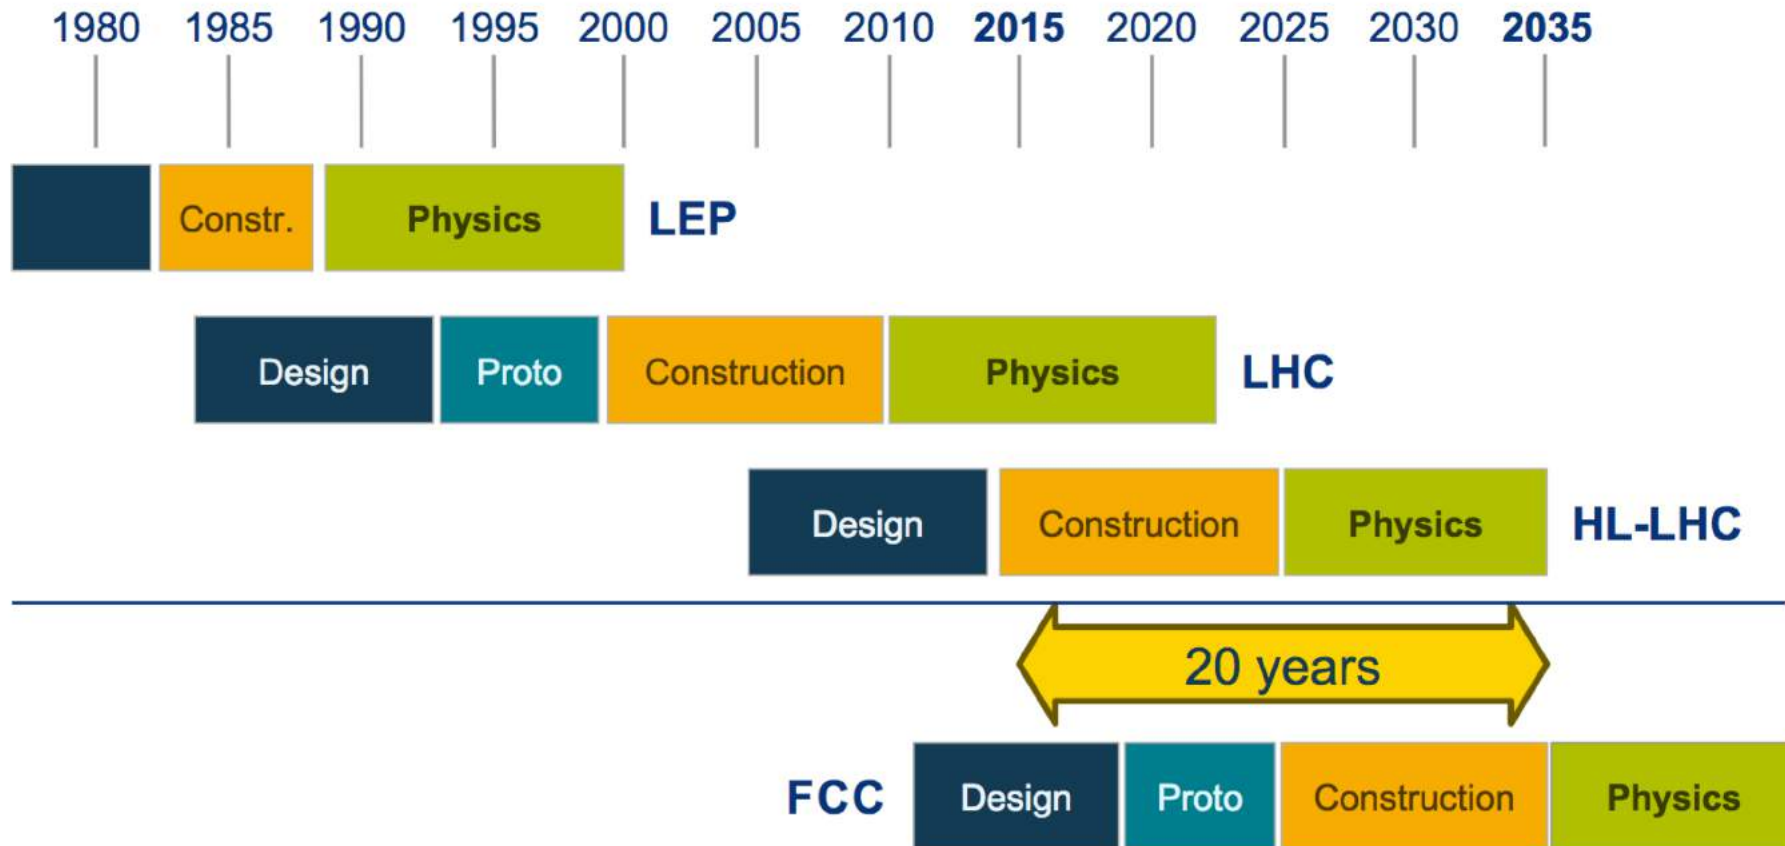 1980 1985 1990 1995 2000 2005 2010 2015 2020 2025 2030 2035
Constr. Physics LEP
Design Proto Construction Physics LHC
Design Construction Physics HL-LHC
20 years
FCC Design Proto Construction Physics